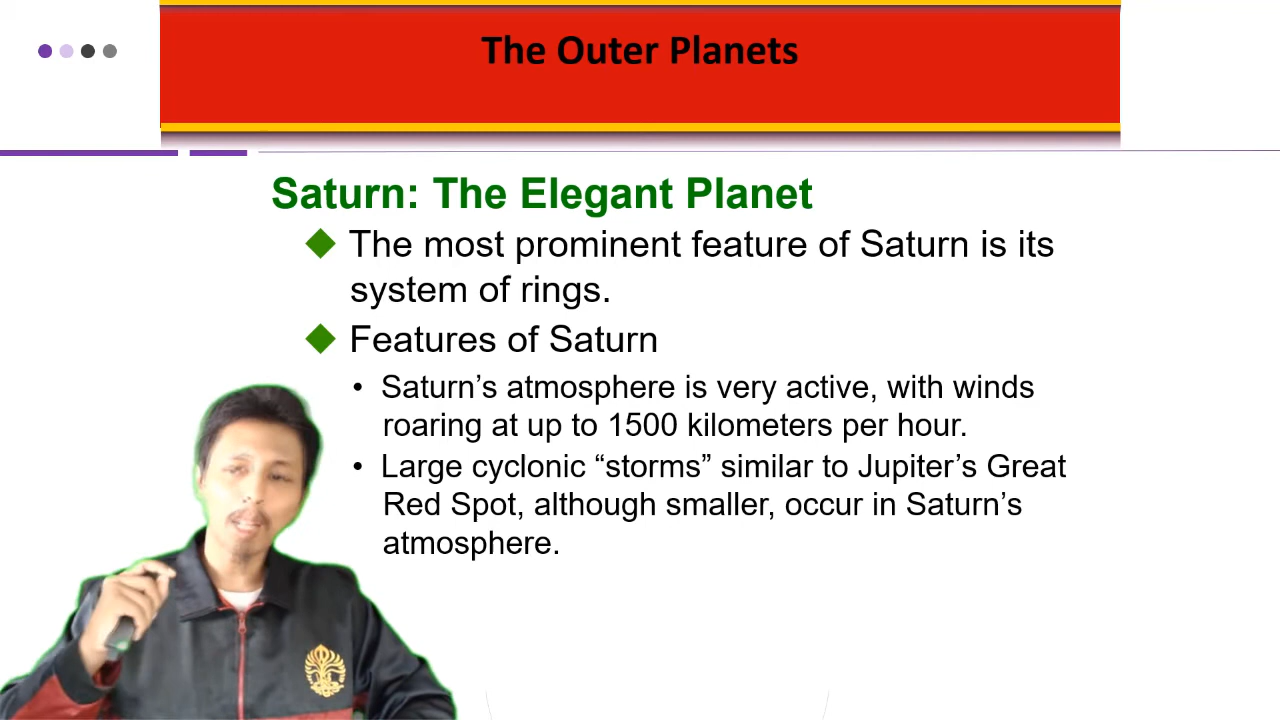 The Outer Planets
Saturn: The Elegant Planet
The most prominent feature of Saturn is its
system of rings.
Features of Saturn
• Saturn’s atmosphere is very active, with winds
roaring at up to 1500 kilometers per hour.
• Large cyclonic “storms” similar to Jupiter’s Great
Red Spot, although smaller, occur in Saturn’s
atmosphere.